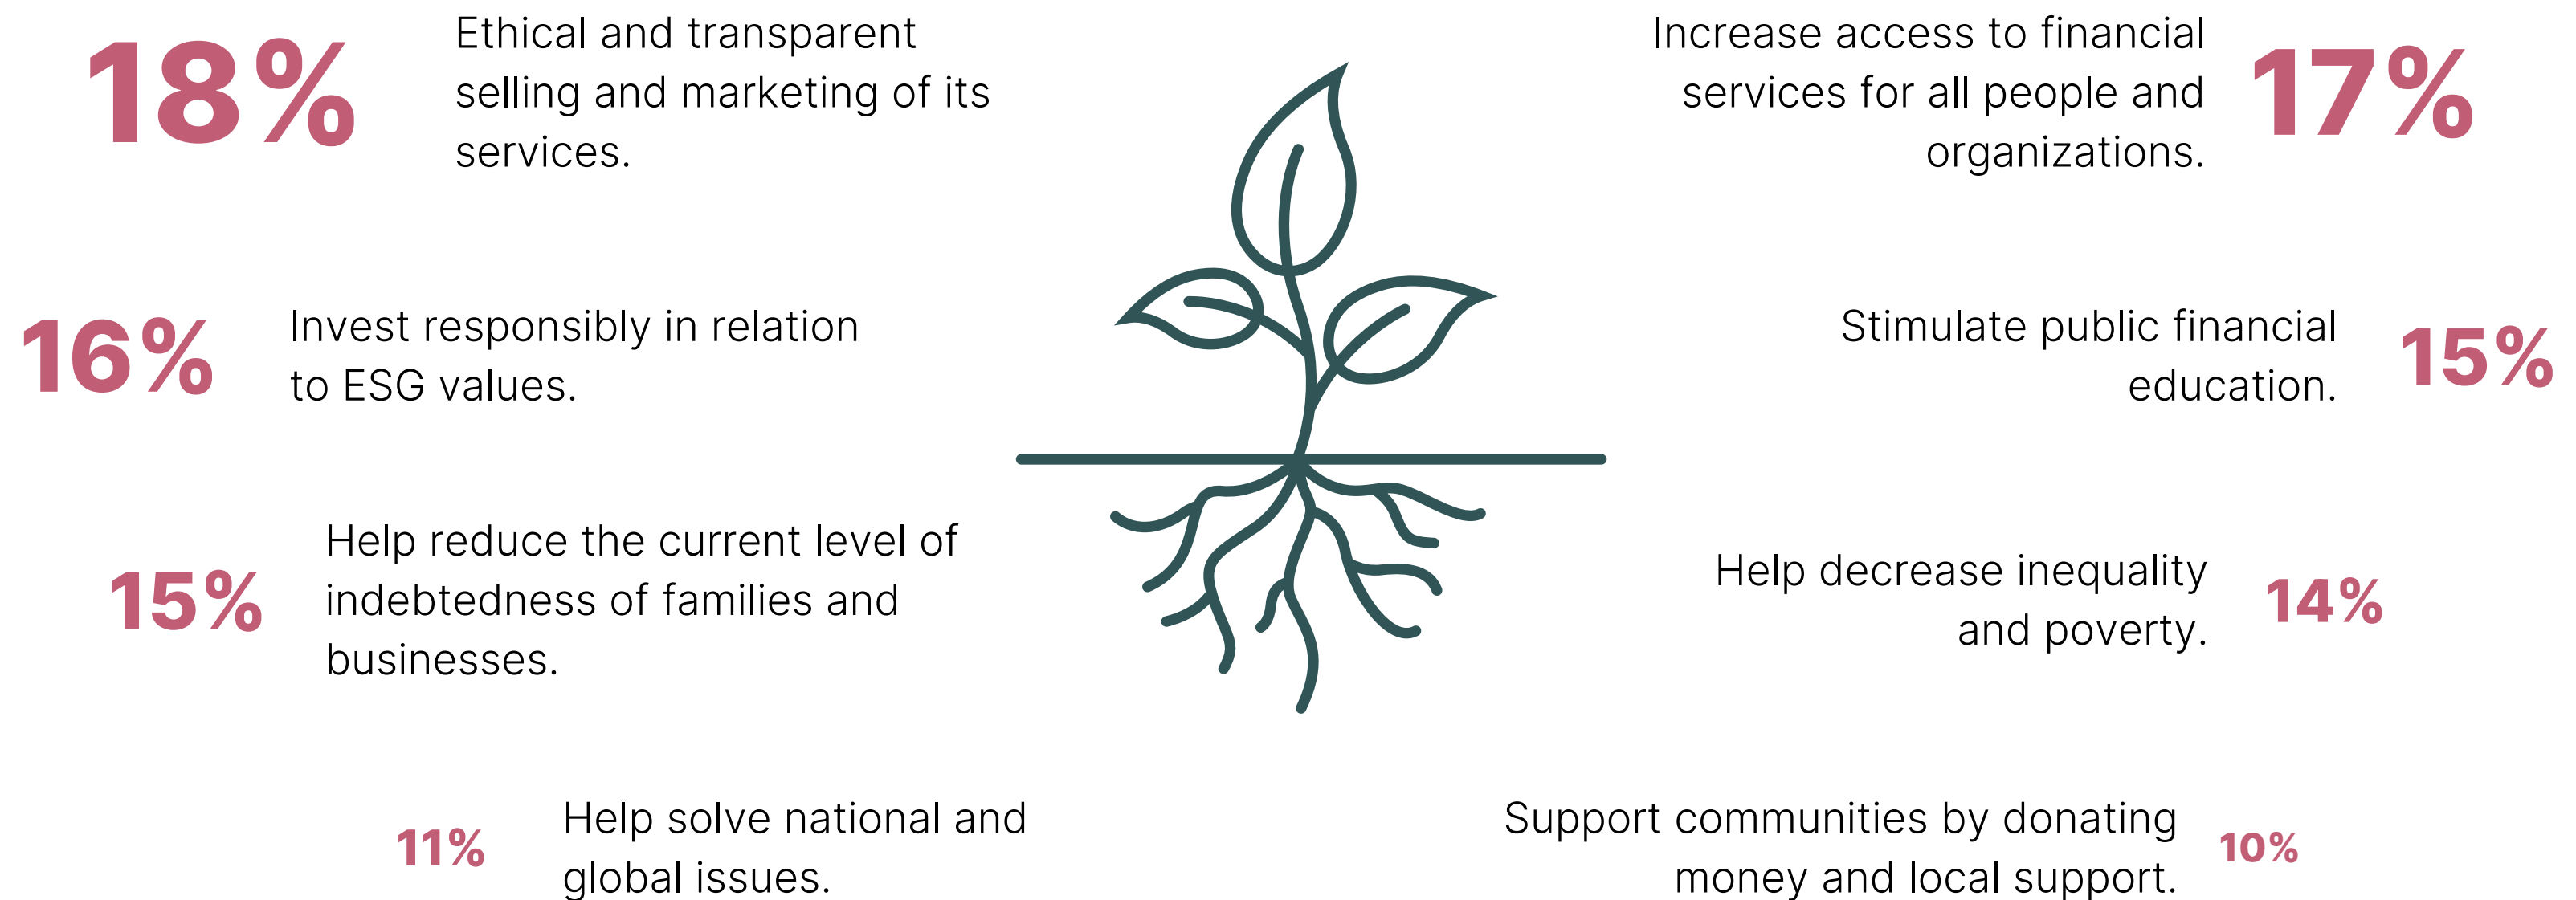 18%
Ethical and transparent
selling and marketing of its
services.
Increase access to financial
services for all people and
organizations.
17%
16%
Invest responsibly in relation
to ESG values.
Stimulate public financial
education.
15%
15%
Help reduce the current level of
indebtedness of families and
businesses.
Help decrease inequality
and poverty.
14%
11%
Help solve national and
global issues.
Support communities by donating
money and local support.
10%